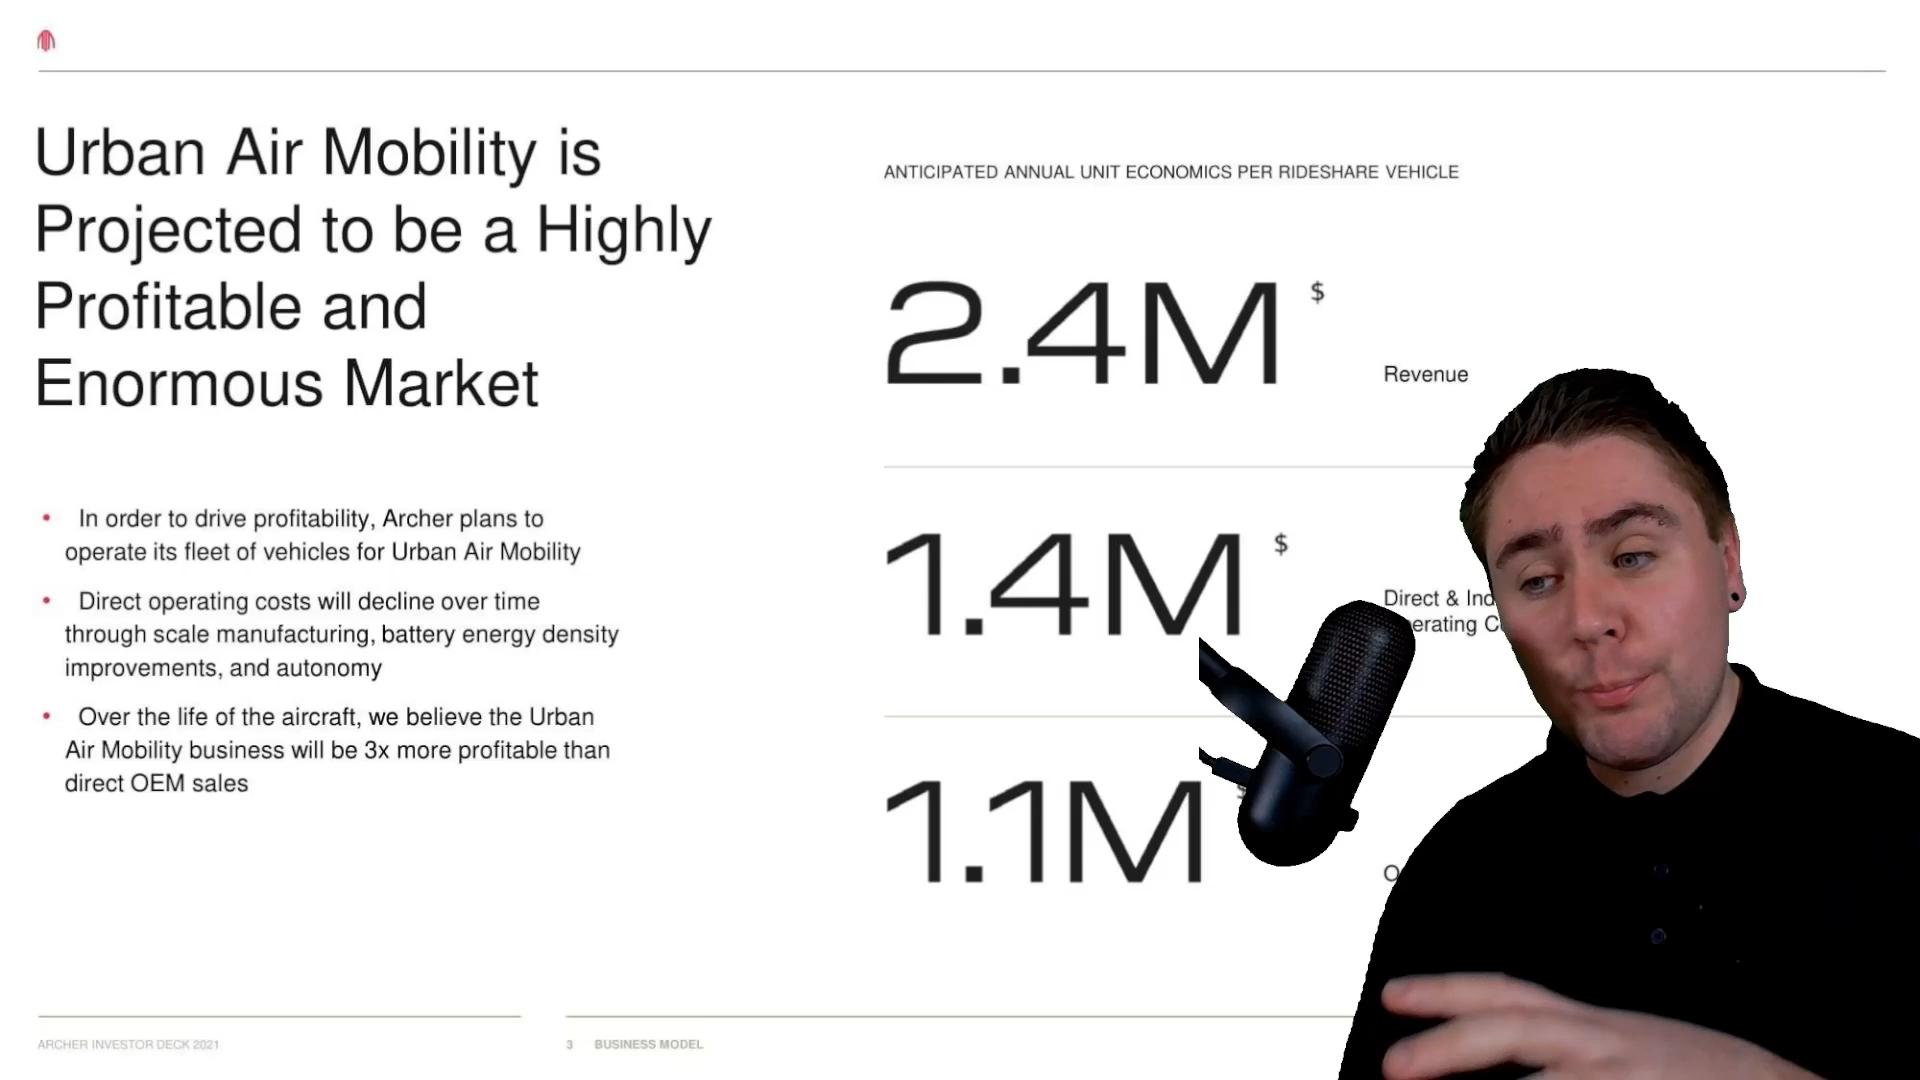 Urban Air Mobility is
Projected to be a Highly
Profitable and
Enormous Market
• In order to drive profitability, Archer plans to
operate its fleet of vehicles for Urban Air Mobility
• Direct operating costs will decline over time
through scale manufacturing, battery energy density
improvements, and autonomy
• Over the life of the aircraft, we believe the Urban
Air Mobility business will be 3x more profitable than
direct OEM sales
ANTICIPATED ANNUAL UNIT ECONOMICS PER RIDESHARE VEHICLE
2.4M $
Revenue
1.4M $
Direct &
1.1M
ARCHER INVESTOR DECK 2021
3 BUSINESS MODEL